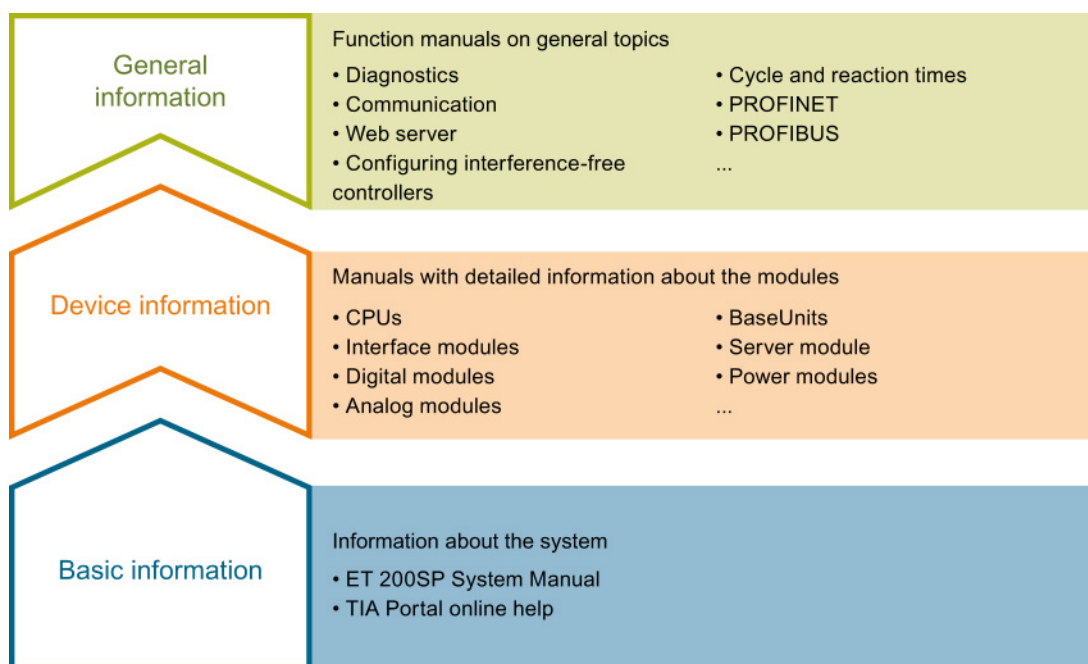 General
information
Function manuals on general topics
• Diagnostics
• Communication
• Web server
• Configuring interference-free
controllers
• Cycle and reaction times
• PROFINET
• PROFIBUS
...
Device information
Manuals with detailed information about the modules
• CPUs
• Interface modules
• Digital modules
• Analog modules
• BaseUnits
• Server module
• Power modules
...
Basic information
Information about the system
• ET 200SP System Manual
• TIA Portal online help